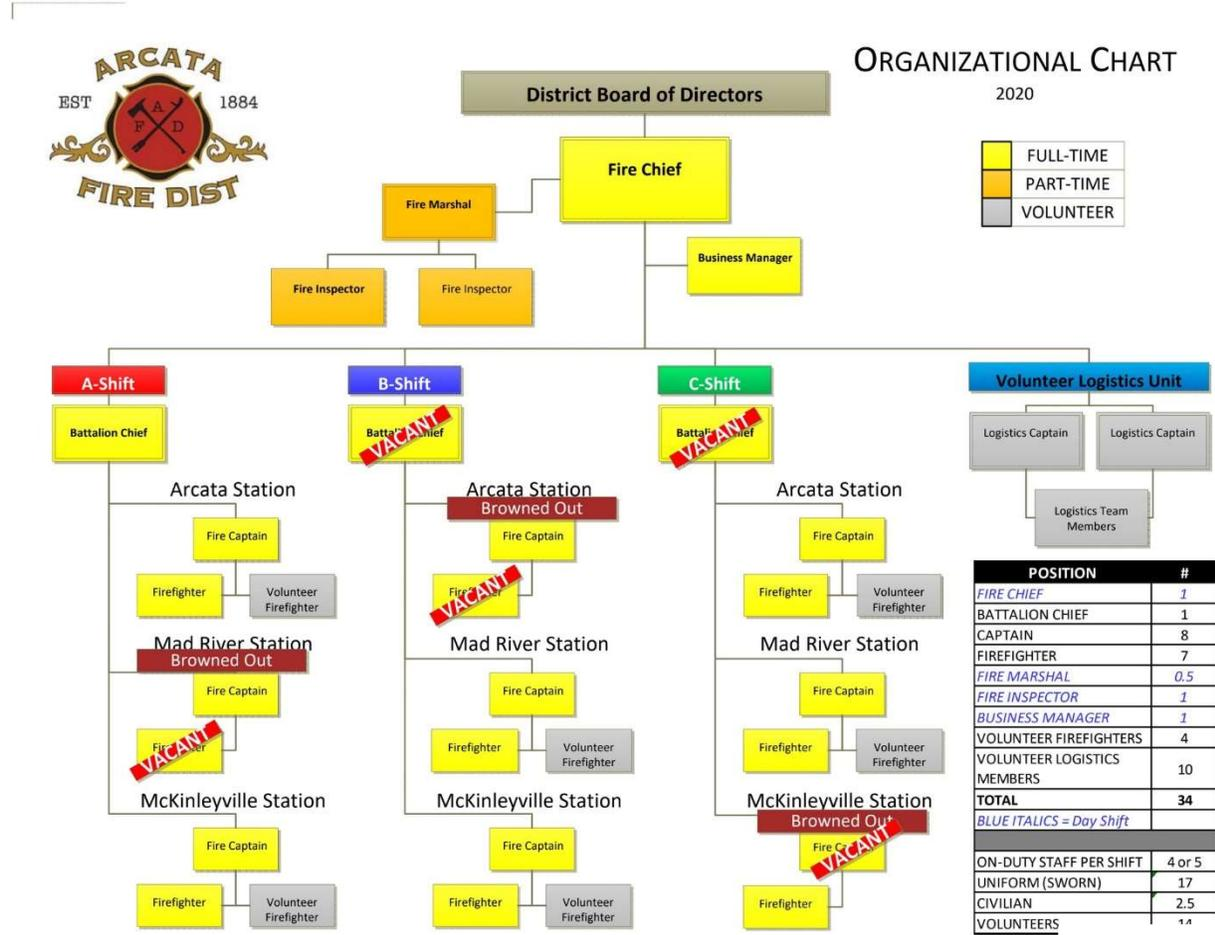 ARCATA
EST 1884
A
F D
FIRE DIST
ORGANIZATIONAL CHART
2020
FULL-TIME
PART-TIME
VOLUNTEER
District Board of Directors
Fire Chief
Fire Marshal
Business Manager
Fire Inspector
Fire Inspector
A-Shift
Battalion Chief
Arcata Station
Fire Captain
Firefighter
Volunteer
Firefighter
Mad River Station
Browned Out
Fire Captain
VACANT
McKinleyville Station
Fire Captain
Firefighter
Volunteer
Firefighter
B-Shift
Battalion Chief
VACANT
Arcata Station
Browned Out
Fire Captain
VACANT
Mad River Station
Fire Captain
Firefighter
Volunteer
Firefighter
McKinleyville Station
Fire Captain
Firefighter
Volunteer
Firefighter
C-Shift
Battalion Chief
VACANT
Arcata Station
Fire Captain
Firefighter
Volunteer
Firefighter
Mad River Station
Fire Captain
Firefighter
Volunteer
Firefighter
McKinleyville Station
Browned Out
Fire
VACANT
Firefighter
Volunteer Logistics Unit
Logistics Captain
Logistics Captain
Logistics Team
Members
POSITION #
FIRE CHIEF 1
BATTALION CHIEF 1
CAPTAIN 8
FIREFIGHTER 7
FIRE MARSHAL 0.5
FIRE INSPECTOR 1
BUSINESS MANAGER 1
VOLUNTEER FIREFIGHTERS 4
VOLUNTEER LOGISTICS
MEMBERS 10
TOTAL 34
BLUE ITALICS = Day Shift
ON-DUTY STAFF PER SHIFT 4 or 5
UNIFORM (SWORN) 17
CIVILIAN 2.5
VOLUNTEERS 14